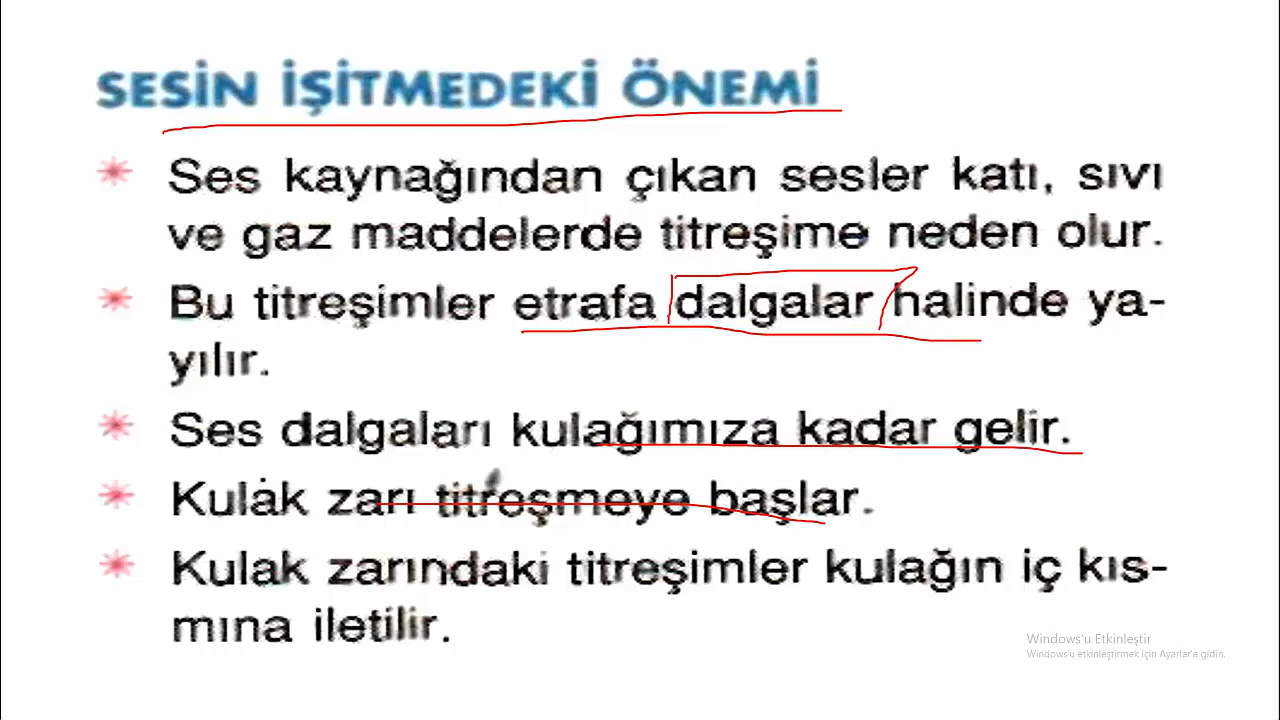 SESİN İŞİTMEDEKİ ÖNEMİ
Ses kaynağından çıkan sesler katı, sıvı
ve gaz maddelerde titreşime neden olur.
Bu titreşimler etrafa dalgalar halinde ya-
yılır.
Ses dalgaları kulağımıza kadar gelir.
Kulak zarı titreşmeye başlar.
Kulak zarındaki titreşimler kulağın iç kıs-
mına iletilir.
Windows'u Etkinleştir
Windows'u etkinleştirmek için Ayarlar'a gidin.